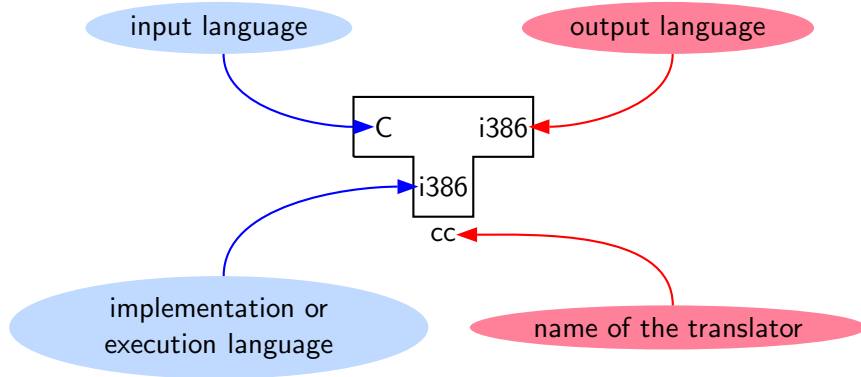 input language
output language
C
i386
i386
cc
implementation or
execution language
name of the translator